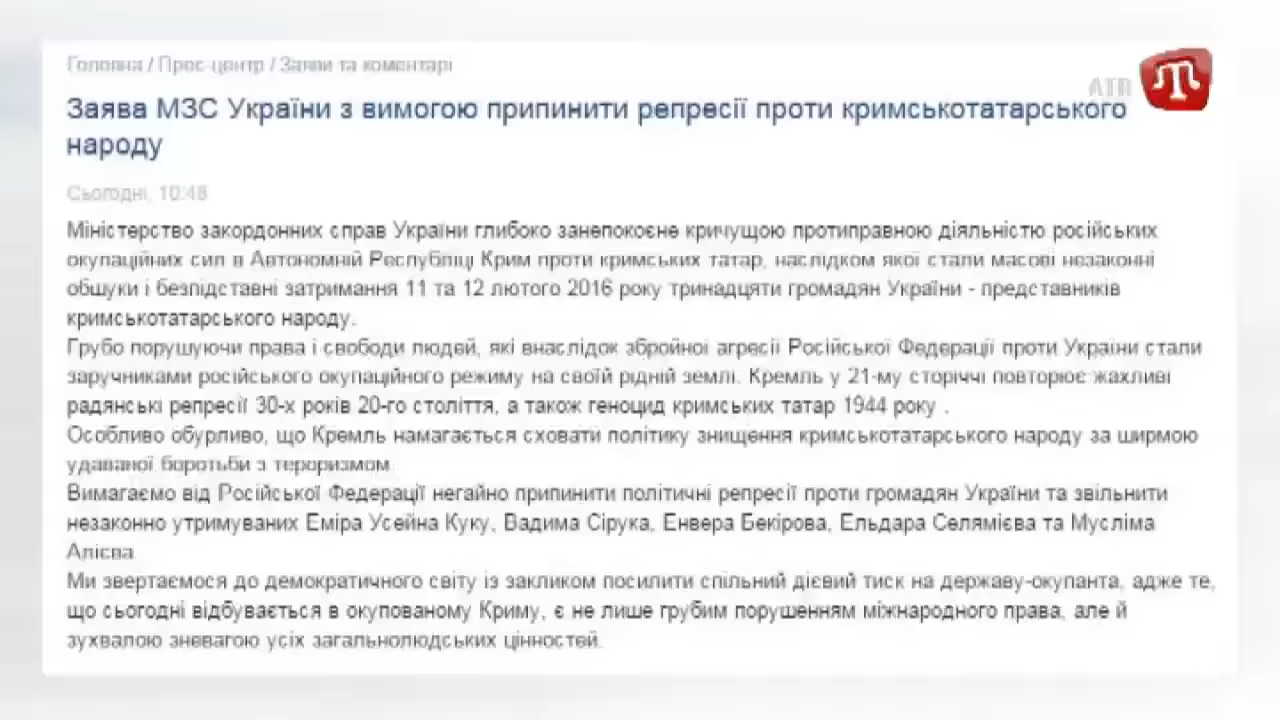 Головна / Прес-центр / Заяви та коментарі
ATR
Заява МЗС України з вимогою припинити репресії проти кримськотатарського
народу
Сьогодні, 10:48
Міністерство закордонних справ України глибоко занепокоєне кричущою протиправною діяльністю російських
окупаційних сил в Автономній Республіці Крим проти кримських татар, наслідком якої стали масові незаконні
обшуки і безпідставні затримання 11 та 12 лютого 2016 року тринадцяти громадян України - представників
кримськотатарського народу.
Грубо порушуючи права і свободи людей, які внаслідок збройної агресії Російської Федерації проти України стали
заручниками російського окупаційного режиму на своїй рідній землі. Кремль у 21-му сторіччі повторює жахливі
радянські репресії 30-х років 20-го століття, а також геноцид кримських татар 1944 року .
Особливо обурливо, що Кремль намагається сховати політику знищення кримськотатарського народу за ширмою
удаваної боротьби з тероризмом.
Вимагаємо від Російської Федерації негайно припинити політичні репресії проти громадян України та звільнити
незаконно утримуваних Еміра Усейна Куку, Вадима Сірука, Енвера Бекірова, Ельдара Селямієва та Мусліма
Алієва.
Ми звертаємося до демократичного світу із закликом посилити спільний дієвий тиск на державу-окупанта, адже те,
що сьогодні відбувається в окупованому Криму, є не лише грубим порушенням міжнародного права, але й
зухвалою зневагою усіх загальнолюдських цінностей.